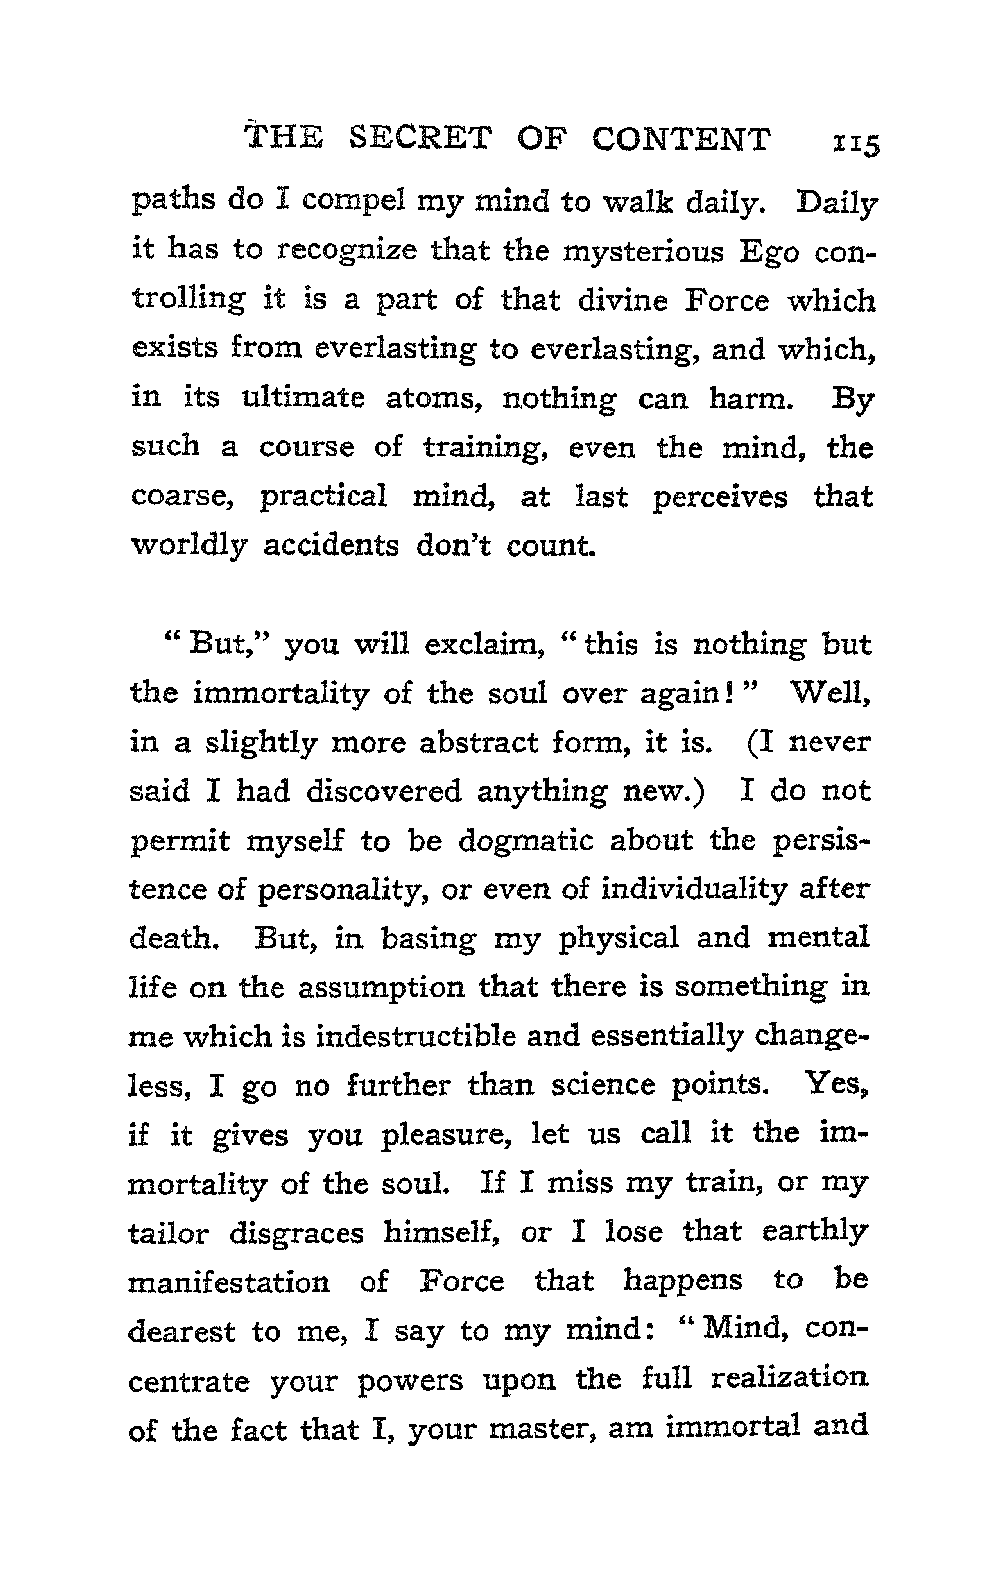 THE SECRET OF CONTENT 115
paths do I compel my mind to walk daily. Daily
it has to recognize that the mysterious Ego con-
trolling it is a part of that divine Force which
exists from everlasting to everlasting, and which,
in its ultimate atoms, nothing can harm. By
such a course of training, even the mind, the
coarse, practical mind, at last perceives that
worldly accidents don't count.
“ But,” you will exclaim, “ this is nothing but
the immortality of the soul over again! ” Well,
in a slightly more abstract form, it is. (I never
said I had discovered anything new.) I do not
permit myself to be dogmatic about the persis-
tence of personality, or even of individuality after
death. But, in basing my physical and mental
life on the assumption that there is something in
me which is indestructible and essentially change-
less, I go no further than science points. Yes,
if it gives you pleasure, let us call it the im-
mortality of the soul. If I miss my train, or my
tailor disgraces himself, or I lose that earthly
manifestation of Force that happens to be
dearest to me, I say to my mind: “ Mind, con-
centrate your powers upon the full realization
of the fact that I, your master, am immortal and